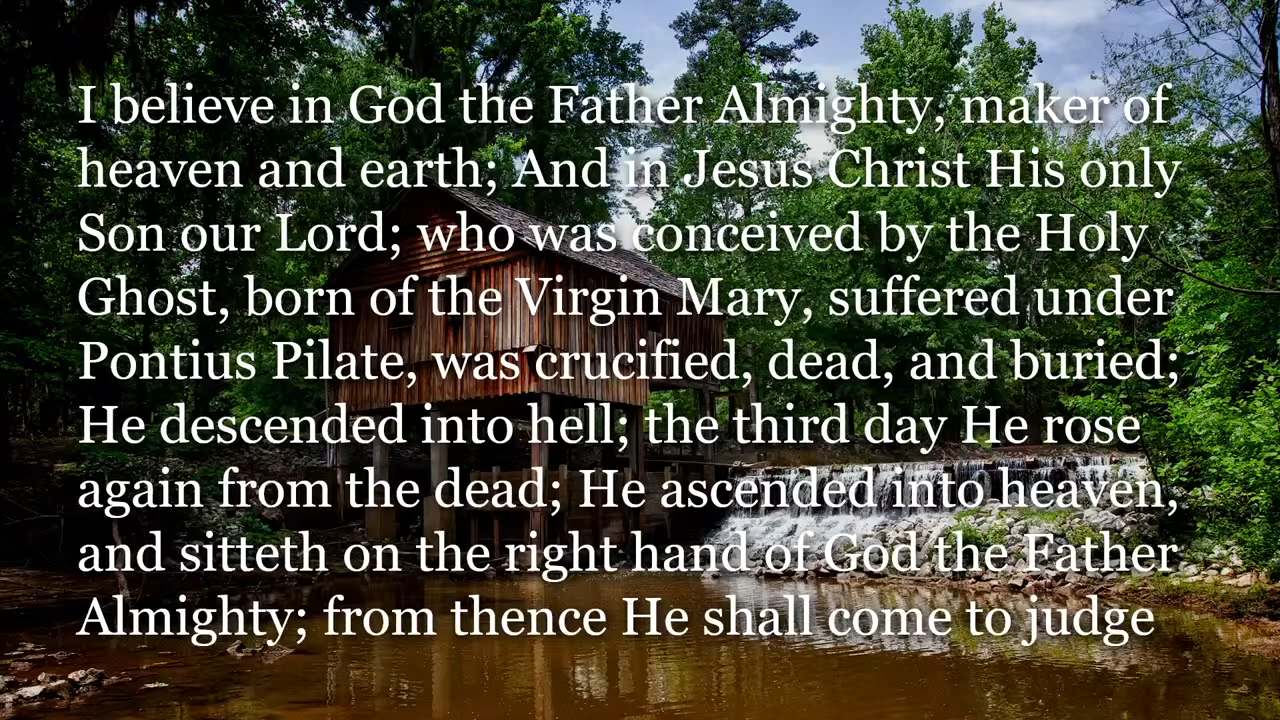 I believe in God the Father Almighty, maker of
heaven and earth; And in Jesus Christ His only
Son our Lord; who was conceived by the Holy
Ghost, born of the Virgin Mary, suffered under
Pontius Pilate, was crucified, dead, and buried;
He descended into hell; the third day He rose
again from the dead; He ascended into heaven,
and sitteth on the right hand of God the Father
Almighty; from thence He shall come to judge